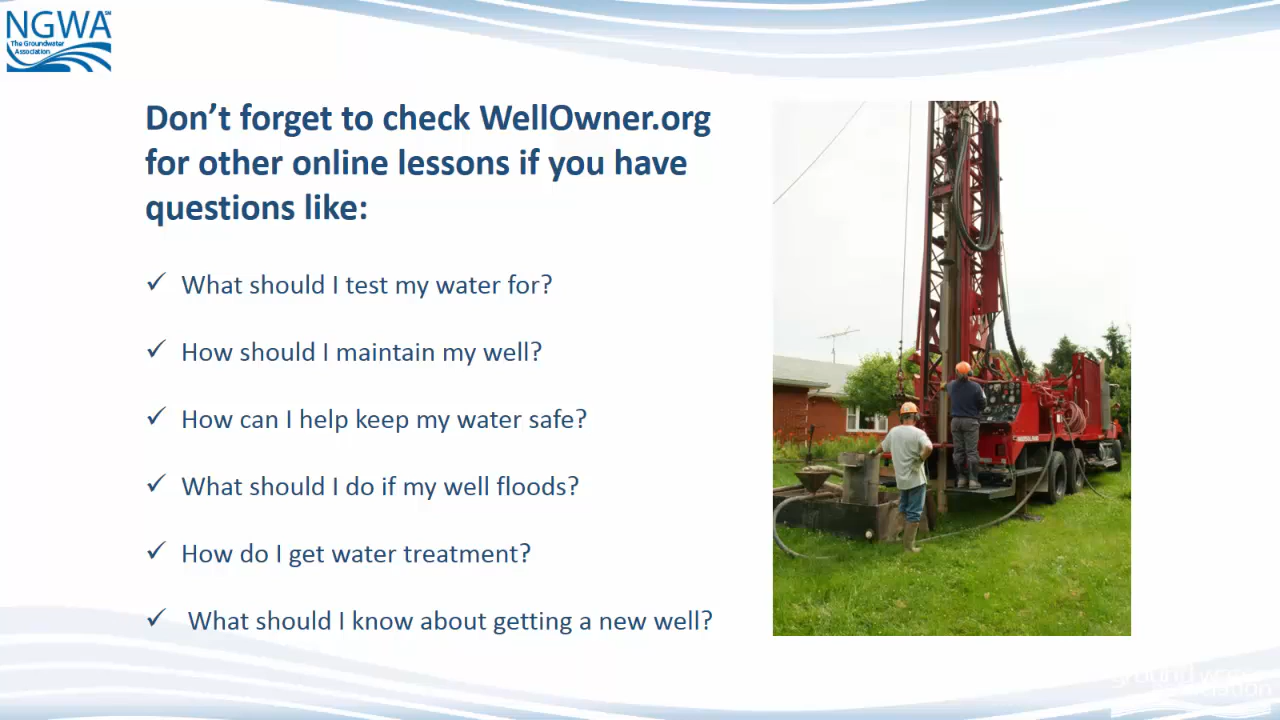 NGWA
The Groundwater
Association
Don't forget to check WellOwner.org
for other online lessons if you have
questions like:
✓ What should I test my water for?
✓ How should I maintain my well?
✓ How can I help keep my water safe?
✓ What should I do if my well floods?
✓ How do I get water treatment?
✓ What should I know about getting a new well?